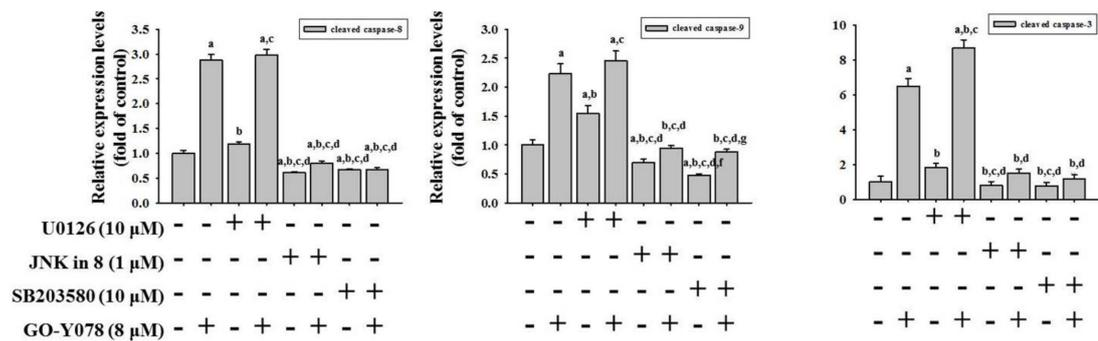 Relative expression levels
(fold of control)
3.5
3.0
2.5
2.0
1.5
1.0
0.5
0.0
cleaved caspase-8
a
b
a,c
a,b,c,d
a,b,c,d
a,b,c,d
a,b,c,d
Relative expression levels
(fold of control)
3.0
2.5
2.0
1.5
1.0
0.5
0.0
cleaved caspase-9
a
a,b
a,c
a,b,c,d
b,c,d
a,b,c,d,f
b,c,d,g
10
8
6
4
2
0
cleaved caspase-3
a
b
a,b,c
b,c,d
b,d
b,c,d
b,d
U0126 (10 μM) - - + + - - - - - - + + - - - - - - + + - - - -
JNK in 8 (1 μM) - - - - + + - - - - - - + + - - - - - - + + - -
SB203580 (10 μM) - - - - - - + + - - - - - - + + - - - - - - + +
GO-Y078 (8 μM) - + - + - + - + - + - + - + - + - + - + - + - +